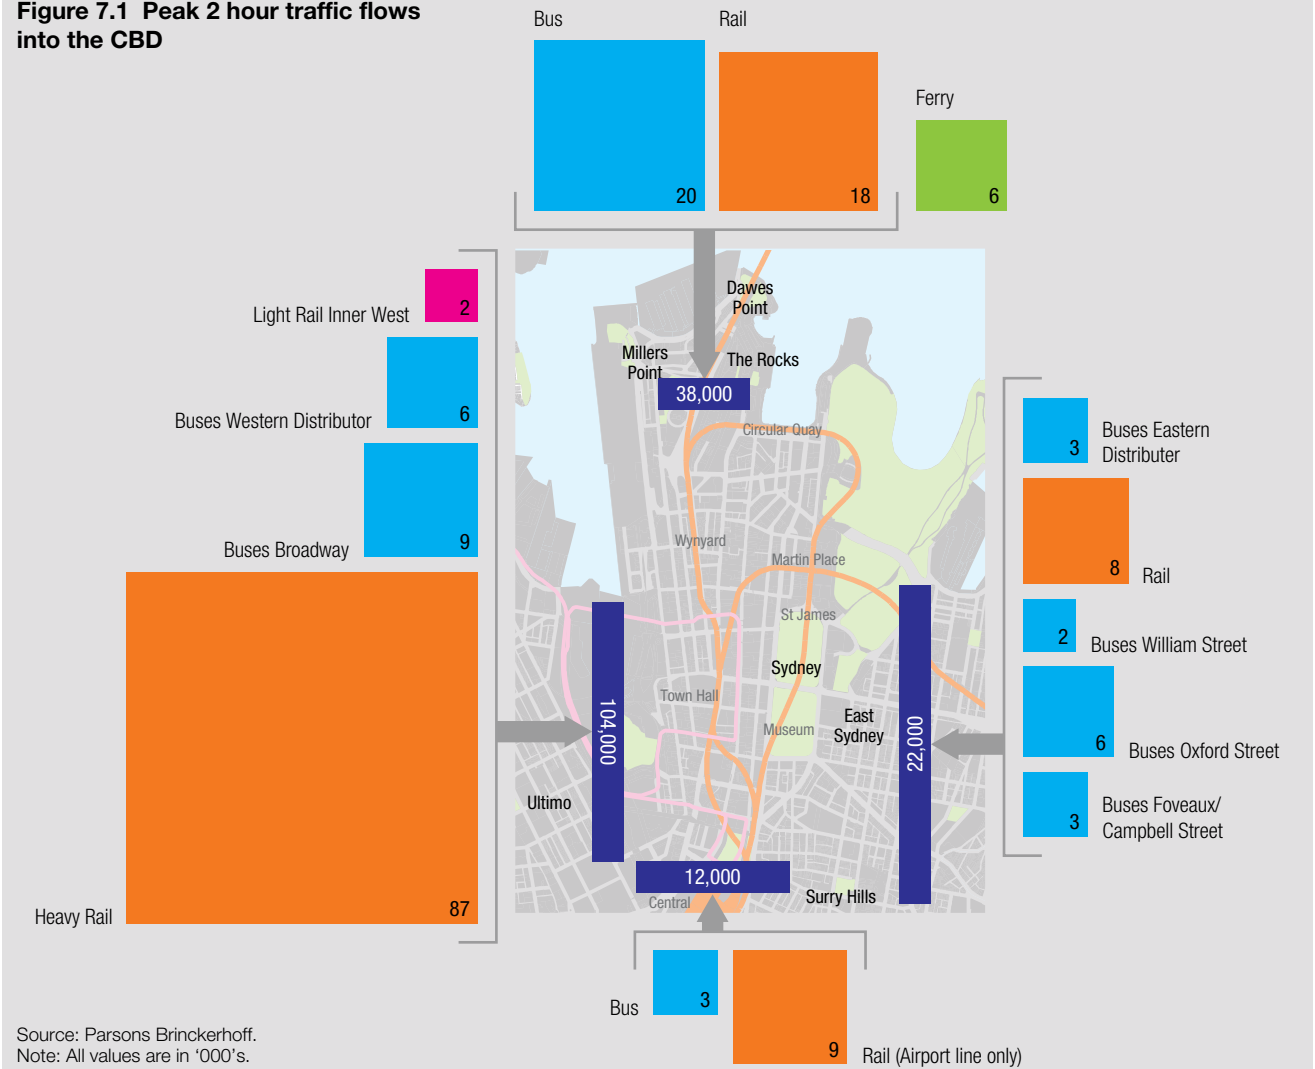 Figure 7.1  Peak 2 hour traffic flows
into the CBD
Bus
Rail
Ferry
20
18
6
Light Rail Inner West
2
Buses Western Distributor
6
Buses Broadway
9
Heavy Rail
87
Dawes
Point
Millers
Point
The Rocks
38,000
Circular Quay
Wynyard
Martin Place
St James
Sydney
Town Hall
Museum
East
Sydney
104,000
22,000
Ultimo
12,000
Central
Surry Hills
3
Buses Eastern
Distributer
8
Rail
2
Buses William Street
6
Buses Oxford Street
3
Buses Foveaux/
Campbell Street
Bus
3
9
Rail (Airport line only)
Source: Parsons Brinckerhoff.
Note: All values are in ‘000’s.